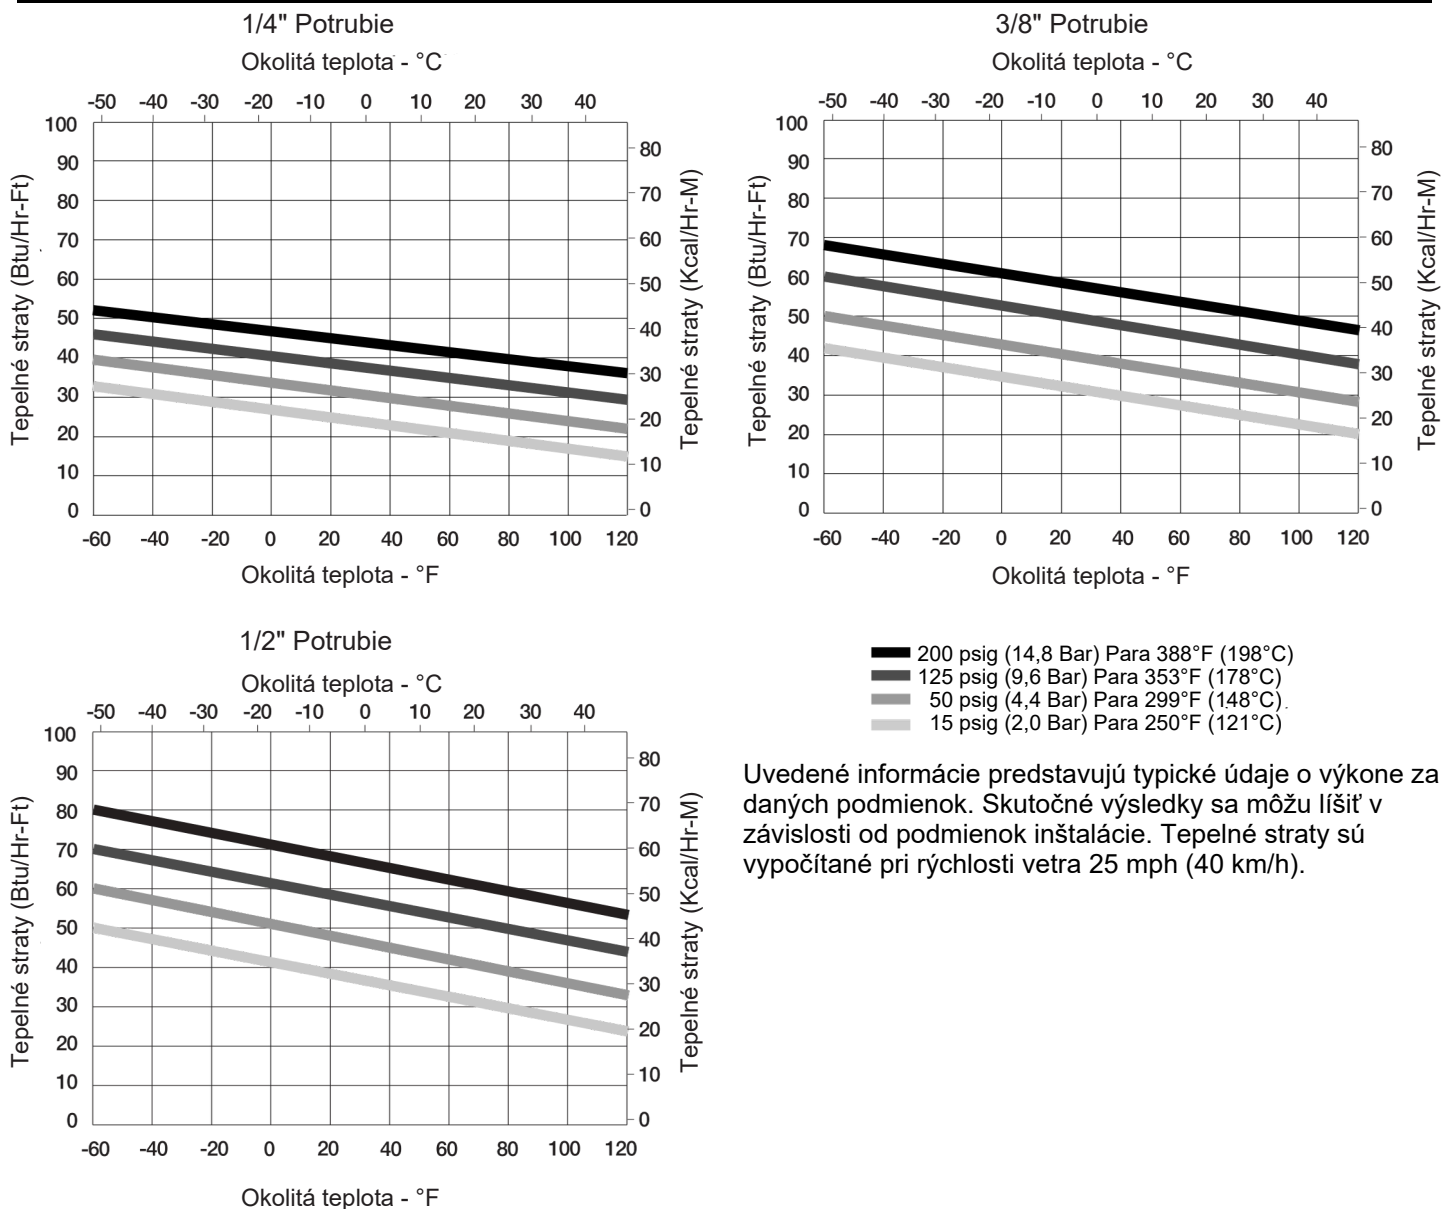 1/4" Potrubie
Okolitá teplota - °C
-50 -40 -30 -20 -10 0 10 20 30 40
Tepelné straty (Btu/Hr-Ft)
100
90
80
70
60
50
40
30
20
10
0
80
70
60
50
40
30
20
10
0
Tepelné straty (Kcal/Hr-M)
-60 -40 -20 0 20 40 60 80 100 120
Okolitá teplota - °F
3/8" Potrubie
Okolitá teplota - °C
-50 -40 -30 -20 -10 0 10 20 30 40
Tepelné straty (Btu/Hr-Ft)
100
90
80
70
60
50
40
30
20
10
0
80
70
60
50
40
30
20
10
0
Tepelné straty (Kcal/Hr-M)
-60 -40 -20 0 20 40 60 80 100 120
Okolitá teplota - °F
1/2" Potrubie
Okolitá teplota - °C
-50 -40 -30 -20 -10 0 10 20 30 40
Tepelné straty (Btu/Hr-Ft)
100
90
80
70
60
50
40
30
20
10
0
80
70
60
50
40
30
20
10
0
Tepelné straty (Kcal/Hr-M)
-60 -40 -20 0 20 40 60 80 100 120
Okolitá teplota - °F
200 psig (14,8 Bar) Para 388°F (198°C)
125 psig (9,6 Bar) Para 353°F (178°C)
50 psig (4,4 Bar) Para 299°F (148°C)
15 psig (2,0 Bar) Para 250°F (121°C)
Uvedené informácie predstavujú typické údaje o výkone za
daných podmienok. Skutočné výsledky sa môžu líšiť v
závislosti od podmienok inštalácie. Tepelné straty sú
vypočítané pri rýchlosti vetra 25 mph (40 km/h).